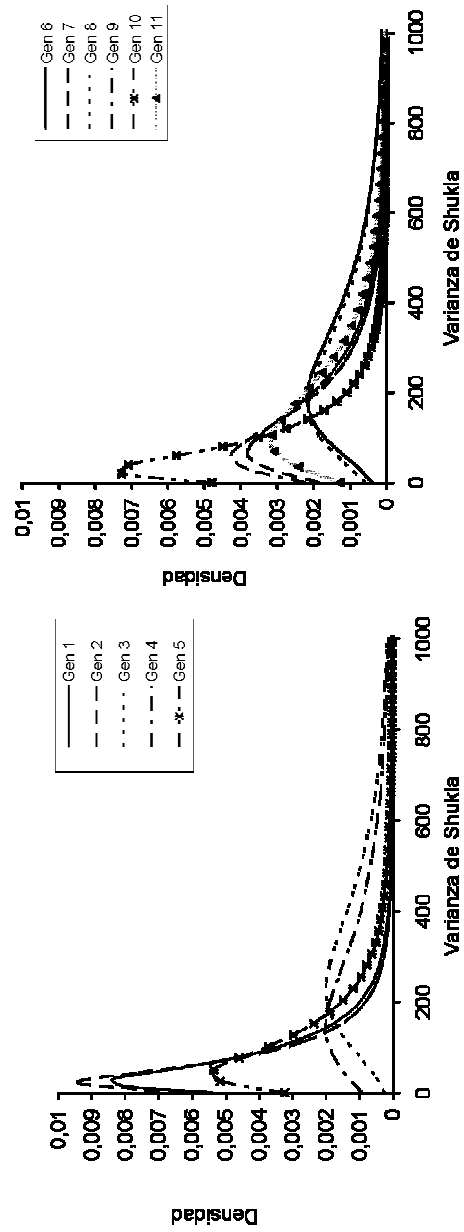 Densidad
0,01
0,009
0,008
0,007
0,006
0,005
0,004
0,003
0,002
0,001
0
0
200
400
600
800
1000
Varianza de Shukla
Gen 1
Gen 2
Gen 3
Gen 4
Gen 5
Densidad
0,01
0,009
0,008
0,007
0,006
0,005
0,004
0,003
0,002
0,001
0
0
200
400
600
800
1000
Varianza de Shukla
Gen 6
Gen 7
Gen 8
Gen 9
Gen 10
Gen 11